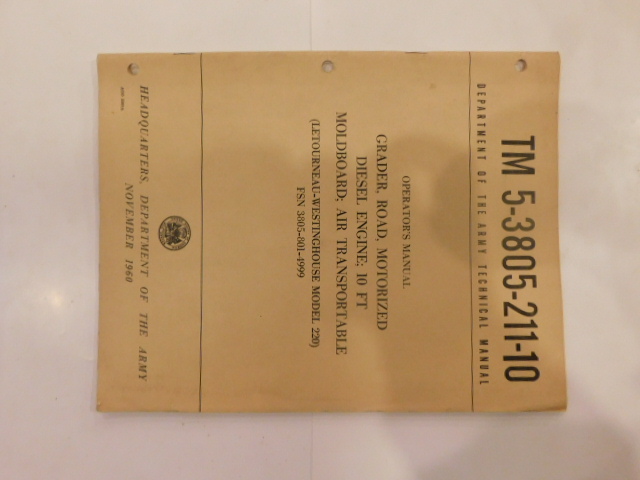 TM 5-3805-211-10
DEPARTMENT OF THE ARMY TECHNICAL MANUAL
OPERATOR'S MANUAL
GRADER, ROAD, MOTORIZED
DIESEL ENGINE; 10 FT
MOLDBOARD; AIR TRANSPORTABLE
(LETOURNEAU-WESTINGHOUSE MODEL 220)
FSN 3805-801-4999
HEADQUARTERS, DEPARTMENT OF THE ARMY
NOVEMBER 1960